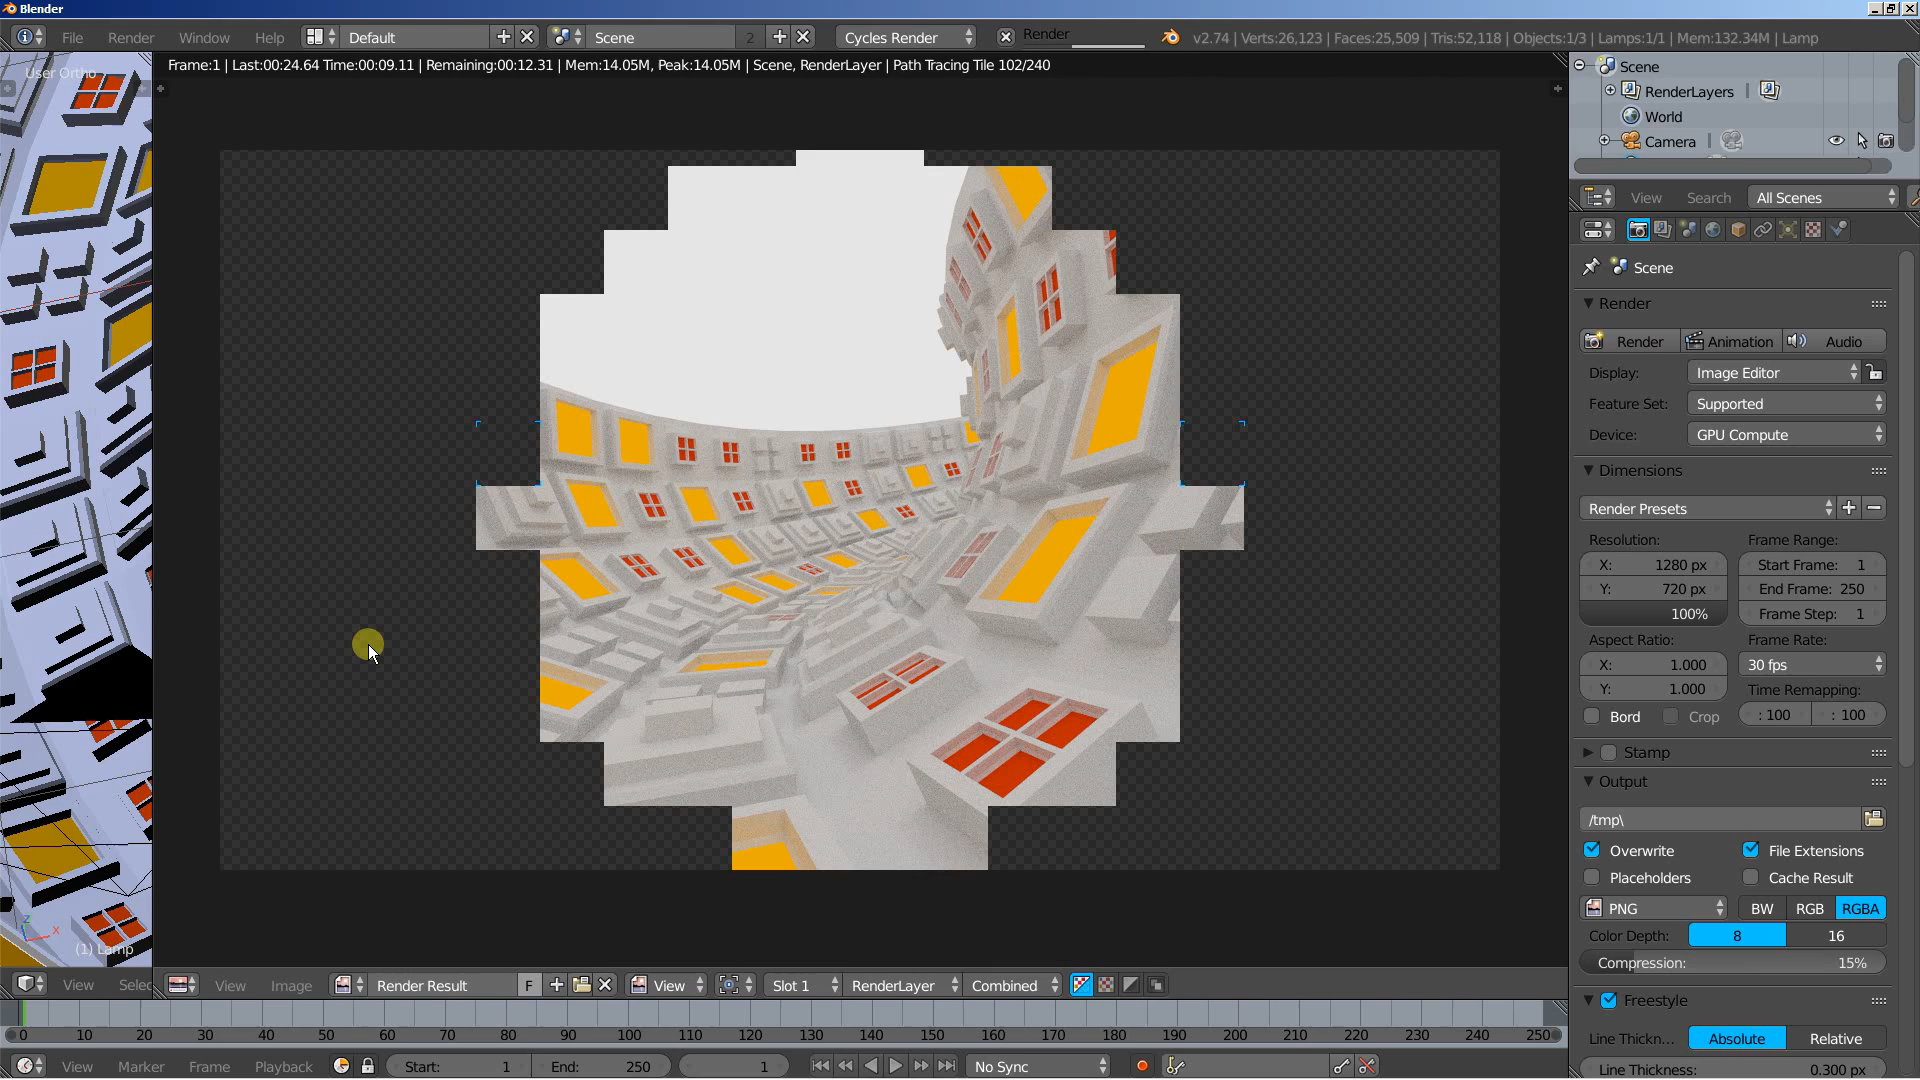 Blender
File Render Window Help Default Scene 2 Cycles Render Render v2.74 | Verts:26,123 | Faces:25,509 | Tris:52,118 | Objects:1/3 | Lamps:1/1 | Mem:132.34M | Lamp
User Ortho
Frame:1 | Last:00:24.64 Time:00:09.11 | Remaining:00:12.31 | Mem:14.05M, Peak:14.05M | Scene, RenderLayer | Path Tracing Tile 102/240
Scene
RenderLayers
World
Camera
View Search All Scenes
Scene
Render
Render Animation Audio
Display: Image Editor
Feature Set: Supported
Device: GPU Compute
Dimensions
Render Presets
Resolution: Frame Range:
X: 1280 px Start Frame: 1
Y: 720 px End Frame: 250
100% Frame Step: 1
Aspect Ratio: Frame Rate:
X: 1.000 30 fps
Y: 1.000 Time Remapping:
Bord Crop : 100 : 100
Stamp
Output
/tmp\
Overwrite File Extensions
Placeholders Cache Result
PNG BW RGB RGBA
Color Depth: 8 16
Compression: 15%
Freestyle
Line Thickn... Absolute Relative
Line Thickness: 0.300 px
z
x
(1) Lamp
View Selec View Image Render Result F View Slot 1 RenderLayer Combined
0 10 20 30 40 50 60 70 80 90 100 110 120 130 140 150 160 170 180 190 200 210 220 230 240 250
View Marker Frame Playback Start: 1 End: 250 1 No Sync